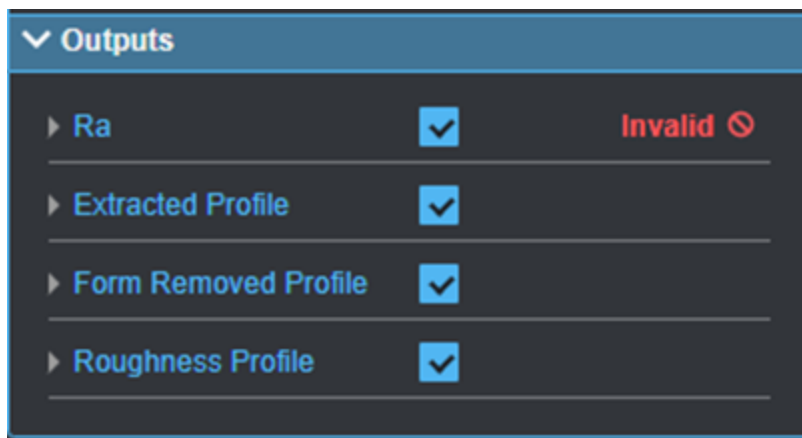 Outputs
Ra Invalid
Extracted Profile
Form Removed Profile
Roughness Profile